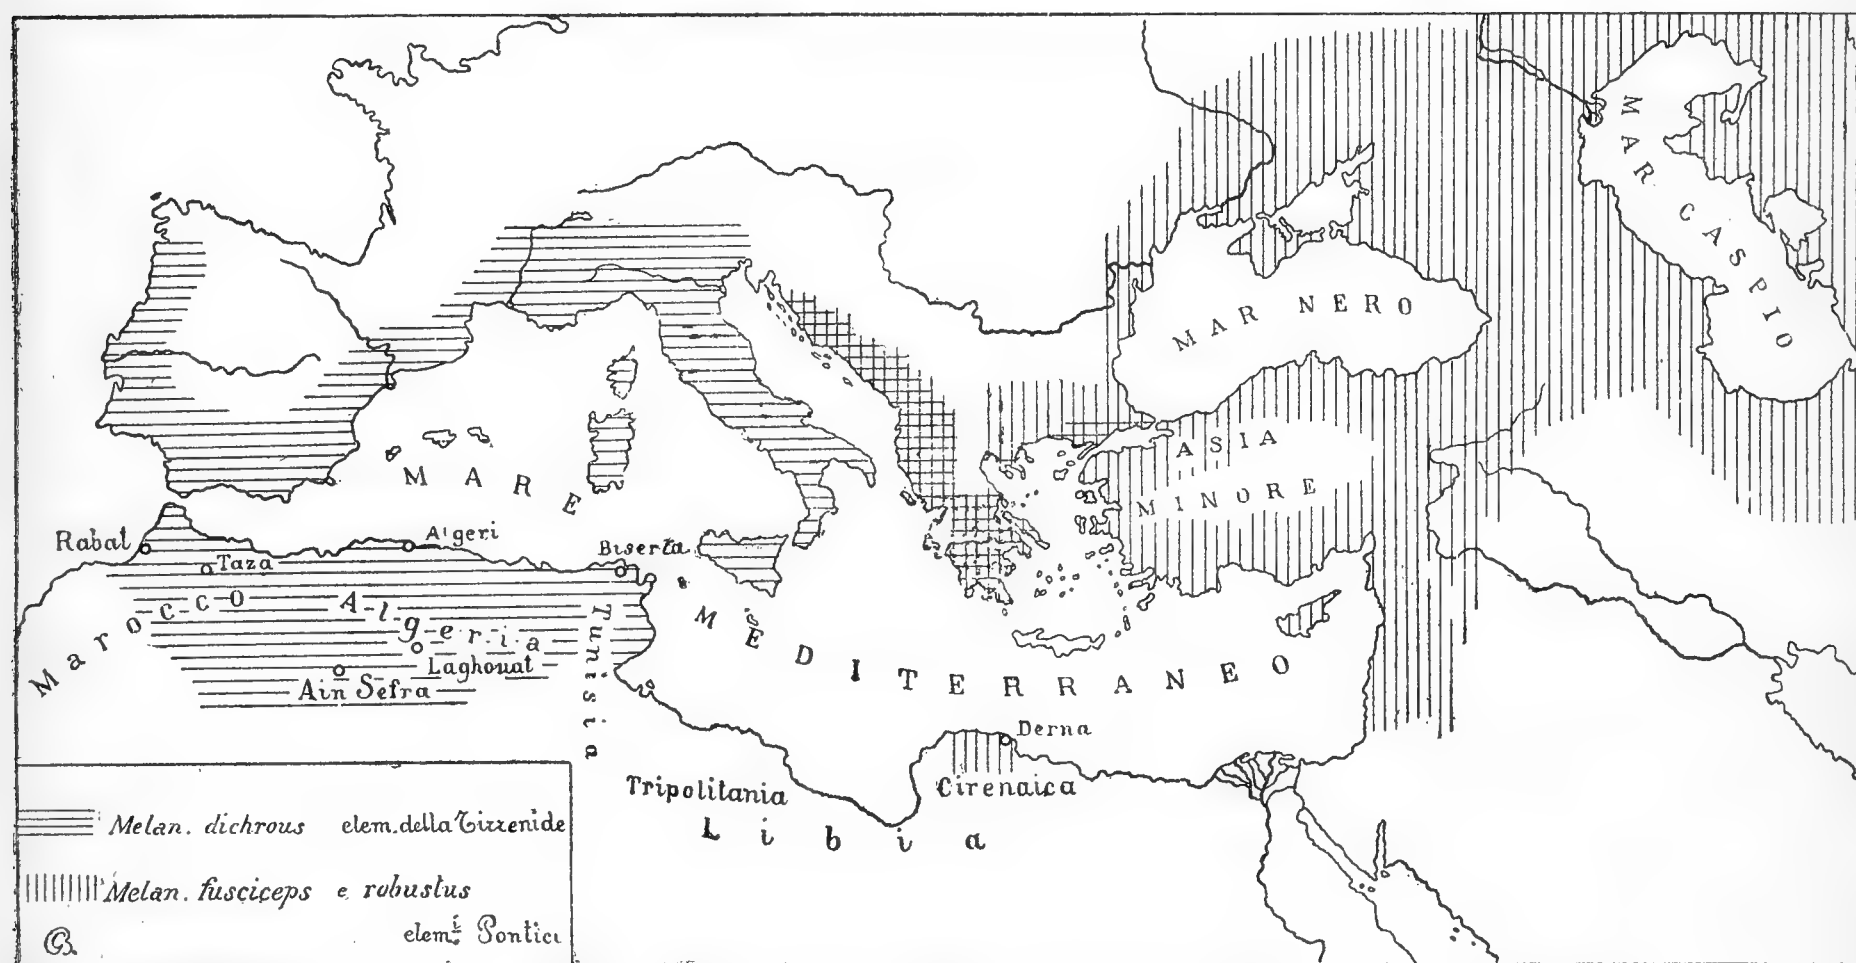 MAR CASPIO
MAR NERO
ASIA
MINORE
MARE
MEDITERRANEO
Rabat
Algeri
Taza
Biserta
Marocco
Algeria
Tunisia
Laghouat
Ain Sefra
Derna
Tripolitania
Cirenaica
Libia
Melan. dichrous elem. della Tirrenide
Melan. fusciceps e robustus
elem.i Pontici